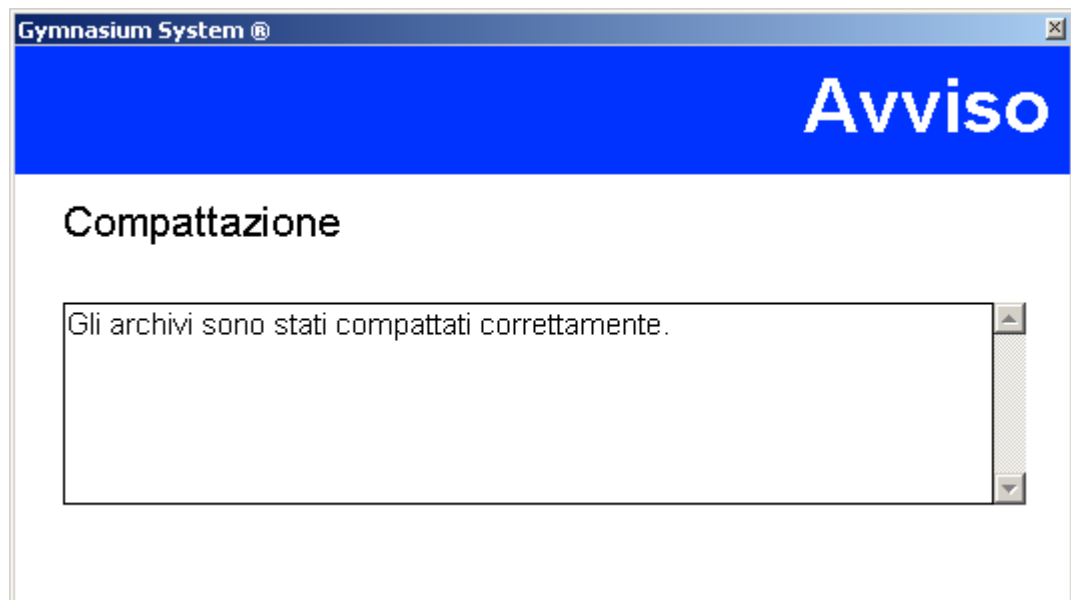 Gymnasium System ®
Avviso
Compattazione
Gli archivi sono stati compattati correttamente.